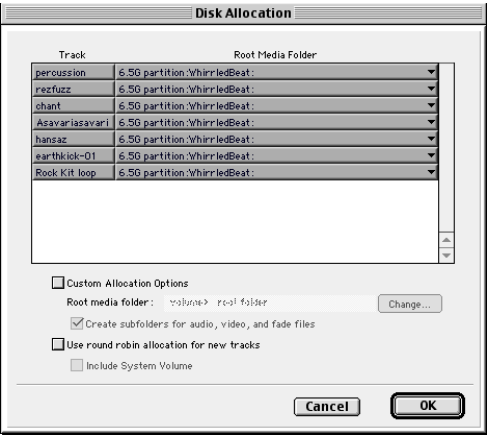 Disk Allocation
Track Root Media Folder
percussion 6.5G partition:WhirrledBeat:
rezfuzz 6.5G partition:WhirrledBeat:
chant 6.5G partition:WhirrledBeat:
Asavariasavari 6.5G partition:WhirrledBeat:
hansaz 6.5G partition:WhirrledBeat:
earthkick-01 6.5G partition:WhirrledBeat:
Rock Kit loop 6.5G partition:WhirrledBeat:
Custom Allocation Options
Root media folder: <volume> root folder Change...
Create subfolders for audio, video, and fade files
Use round robin allocation for new tracks
Include System Volume
Cancel OK